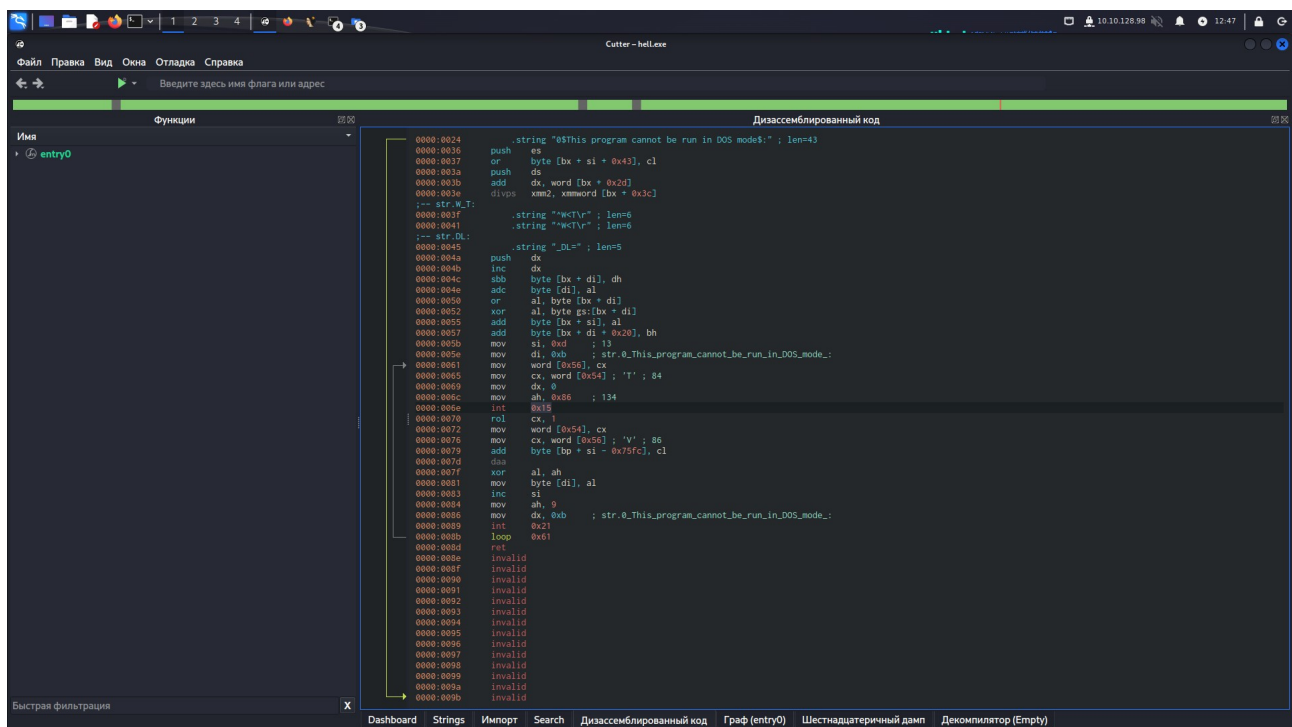 1 2 3 4 10.10.128.98 12:47
Cutter – hell.exe
Файл Правка Вид Окна Отладка Справка
Введите здесь имя флага или адрес
Функции Дизассемблированный код
Имя
entry0
0000:0024 .string "0$This program cannot be run in DOS mode$:" ; len=43
0000:0036 push es
0000:0037 or byte [bx + si + 0x43], cl
0000:003a push ds
0000:003b add dx, word [bx + 0x2d]
0000:003e divps xmm2, xmmword [bx + 0x3c]
;-- str.W_T:
0000:003f .string "^W<T\r" ; len=6
0000:0041 .string "^W<T\r" ; len=6
;-- str.DL:
0000:0045 .string "_DL=" ; len=5
0000:004a push dx
0000:004b inc dx
0000:004c sbb byte [bx + di], dh
0000:004e adc byte [di], al
0000:0050 or al, byte [bx + di]
0000:0052 xor al, byte gs:[bx + di]
0000:0055 add byte [bx + si], al
0000:0057 add byte [bx + di + 0x20], bh
0000:005b mov si, 0xd ; 13
0000:005e mov di, 0xb ; str.0_This_program_cannot_be_run_in_DOS_mode_:
0000:0061 mov word [0x56], cx
0000:0065 mov cx, word [0x54] ; 'T' ; 84
0000:0069 mov dx, 0
0000:006c mov ah, 0x86 ; 134
0000:006e int 0x15
0000:0070 rol cx, 1
0000:0072 mov word [0x54], cx
0000:0076 mov cx, word [0x56] ; 'V' ; 86
0000:0079 add byte [bp + si - 0x75fc], cl
0000:007d daa
0000:007f xor al, ah
0000:0081 mov byte [di], al
0000:0083 inc si
0000:0084 mov ah, 9
0000:0086 mov dx, 0xb ; str.0_This_program_cannot_be_run_in_DOS_mode_:
0000:0089 int 0x21
0000:008b loop 0x61
0000:008d ret
0000:008e invalid
0000:008f invalid
0000:0090 invalid
0000:0091 invalid
0000:0092 invalid
0000:0093 invalid
0000:0094 invalid
0000:0095 invalid
0000:0096 invalid
0000:0097 invalid
0000:0098 invalid
0000:0099 invalid
0000:009a invalid
0000:009b invalid
Быстрая фильтрация X
Dashboard Strings Импорт Search Дизассемблированный код Граф (entry0) Шестнадцатеричный дамп Декомпилятор (Empty)